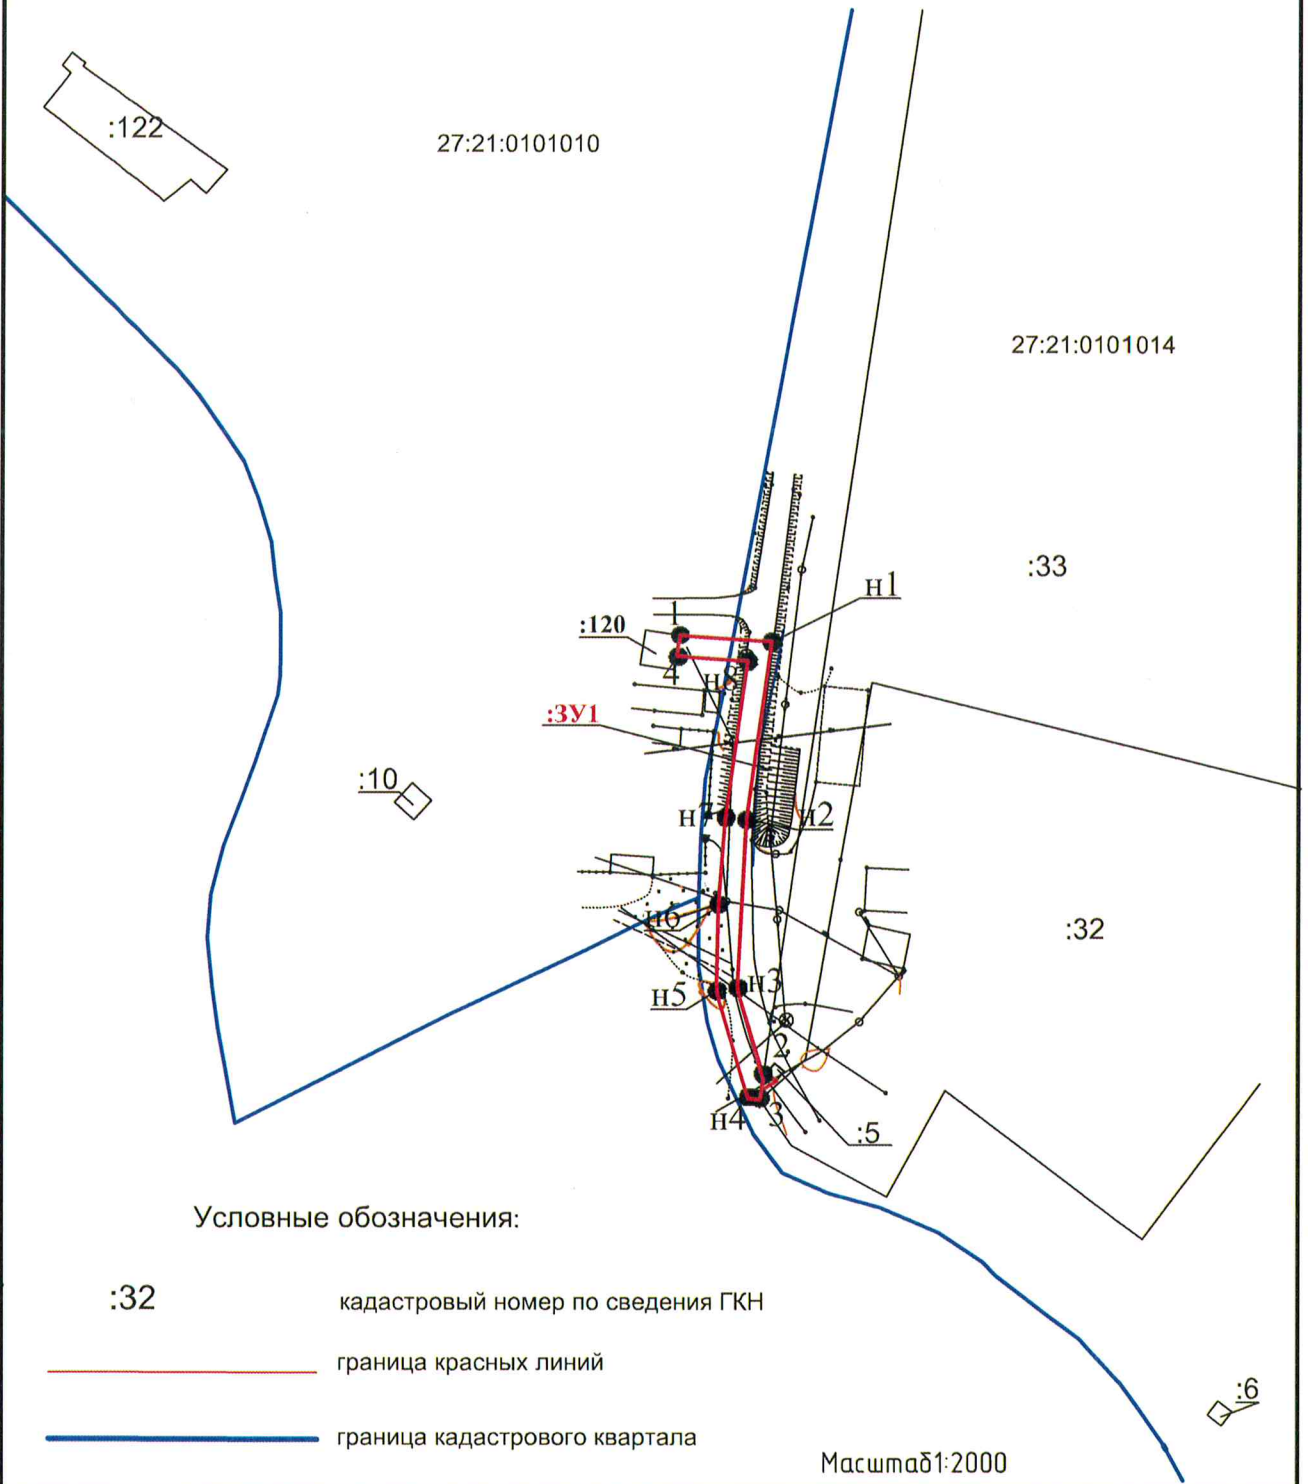 :122
27:21:0101010
27:21:0101014
:33
н1
1
:120
4
н8
:ЗУ1
:10
н7
н2
н6
:32
н5
н3
2
н4
3
:5
Условные обозначения:
:32
кадастровый номер по сведения ГКН
граница красных линий
:6
граница кадастрового квартала
Масштаб1:2000